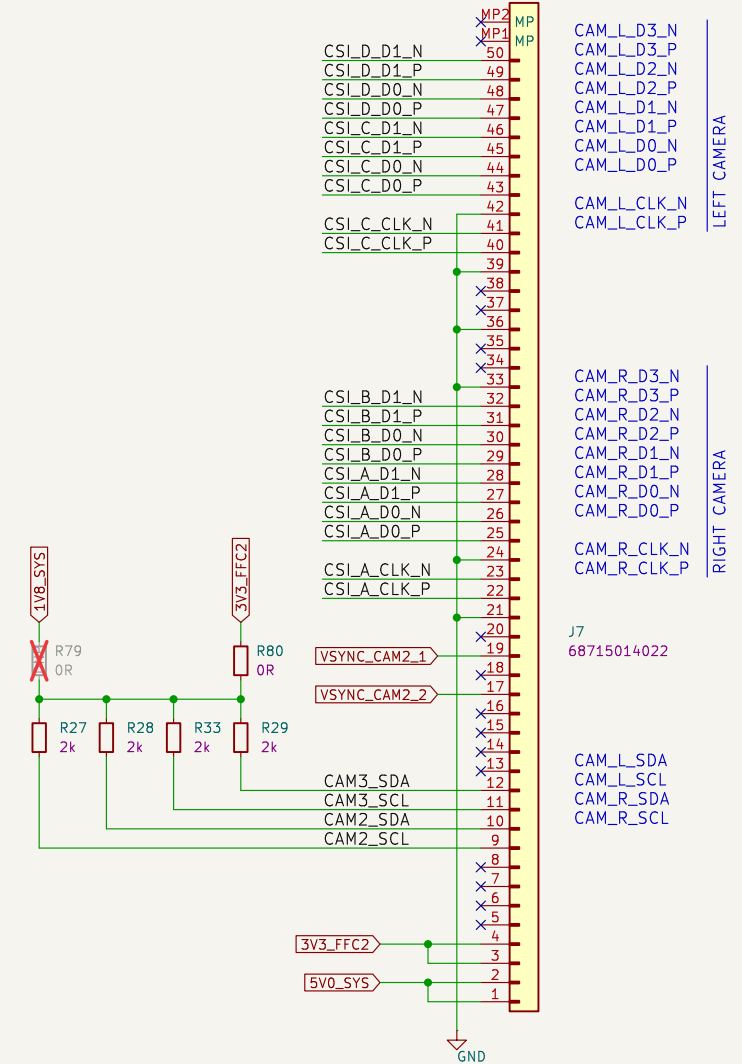 MP2
MP
CAM_L_D3_N
MP1
MP
CSI_D_D1_N
50
CAM_L_D3_P
CSI_D_D1_P
49
CAM_L_D2_N
CSI_D_D0_N
48
CAM_L_D2_P
CSI_D_D0_P
47
CAM_L_D1_N
CSI_C_D1_N
46
CAM_L_D1_P
CSI_C_D1_P
45
CAM_L_D0_N
CSI_C_D0_N
44
CAM_L_D0_P
CSI_C_D0_P
43
42
CAM_L_CLK_N
CSI_C_CLK_N
41
CAM_L_CLK_P
CSI_C_CLK_P
40
LEFT CAMERA
39
38
37
36
35
34
CAM_R_D3_N
33
CAM_R_D3_P
CSI_B_D1_N
32
CAM_R_D2_N
CSI_B_D1_P
31
CAM_R_D2_P
CSI_B_D0_N
30
CAM_R_D1_N
CSI_B_D0_P
29
CAM_R_D1_P
CSI_A_D1_N
28
CAM_R_D0_N
CSI_A_D1_P
27
CAM_R_D0_P
CSI_A_D0_N
26
CSI_A_D0_P
25
CAM_R_CLK_N
24
CAM_R_CLK_P
CSI_A_CLK_N
23
CSI_A_CLK_P
22
RIGHT CAMERA
21
20
J7
68715014022
1V8_SYS
3V3_FFC2
R79
0R
R80
0R
VSYNC_CAM2_1
19
18
VSYNC_CAM2_2
17
16
15
14
13
R27
2k
R28
2k
R33
2k
R29
2k
CAM3_SDA
12
CAM_L_SDA
CAM3_SCL
11
CAM_L_SCL
CAM2_SDA
10
CAM_R_SDA
CAM2_SCL
9
CAM_R_SCL
8
7
6
5
3V3_FFC2
4
3
5V0_SYS
2
1
GND